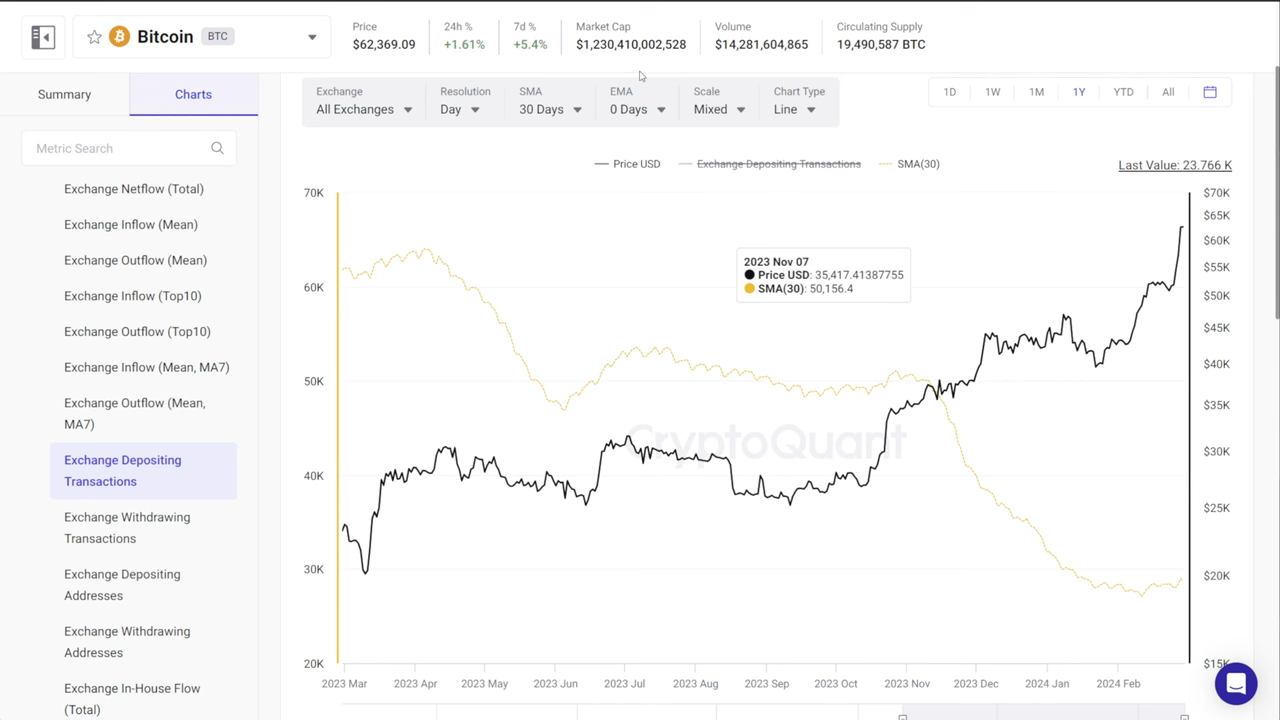 Bitcoin BTC
Price
$62,369.09
24h %
+1.61%
7d %
+5.4%
Market Cap
$1,230,410,002,528
Volume
$14,281,604,865
Circulating Supply
19,490,587 BTC
Summary
Charts
Metric Search
Exchange Netflow (Total)
Exchange Inflow (Mean)
Exchange Outflow (Mean)
Exchange Inflow (Top10)
Exchange Outflow (Top10)
Exchange Inflow (Mean, MA7)
Exchange Outflow (Mean,
MA7)
Exchange Depositing
Transactions
Exchange Withdrawing
Transactions
Exchange Depositing
Addresses
Exchange Withdrawing
Addresses
Exchange In-House Flow
(Total)
Exchange
All Exchanges
Resolution
Day
SMA
30 Days
EMA
0 Days
Scale
Mixed
Chart Type
Line
1D 1W 1M 1Y YTD All
Price USD Exchange Depositing Transactions SMA(30)
Last Value: 23.766 K
70K
60K
50K
40K
30K
20K
2023 Nov 07
Price USD: 35,417.41387755
SMA(30): 50,156.4
CryptoQuant
$70K
$65K
$60K
$55K
$50K
$45K
$40K
$35K
$30K
$25K
$20K
$15K
2023 Mar 2023 Apr 2023 May 2023 Jun 2023 Jul 2023 Aug 2023 Sep 2023 Oct 2023 Nov 2023 Dec 2024 Jan 2024 Feb